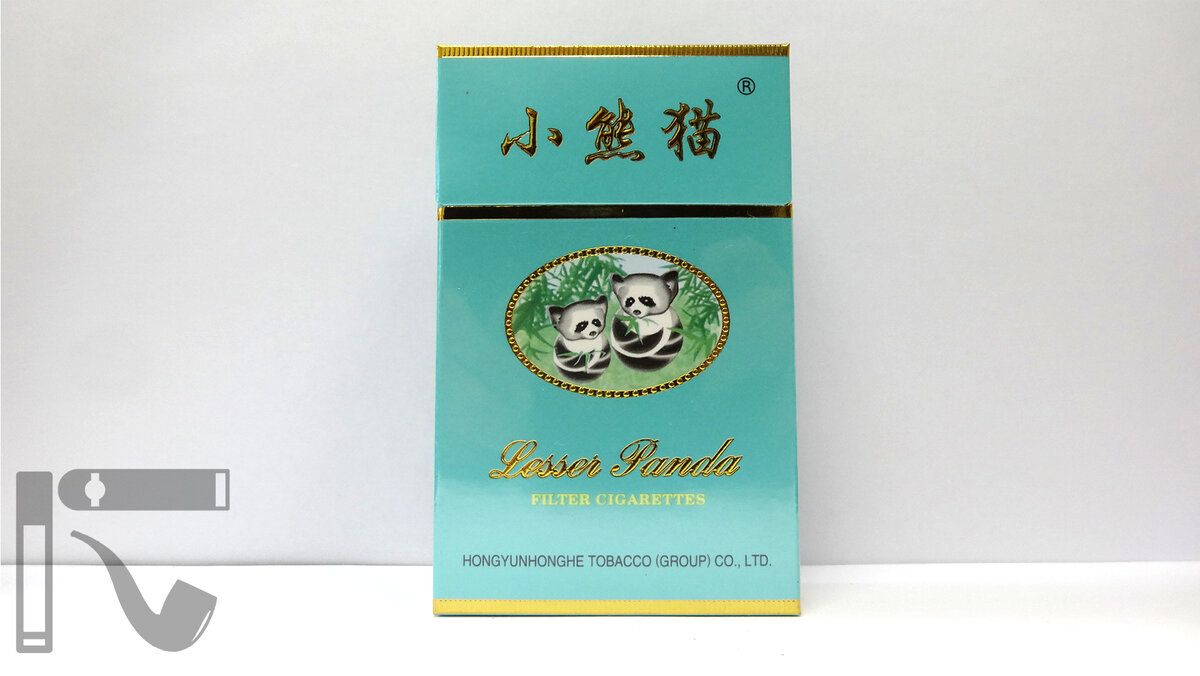 小熊猫®
Lesser Panda
FILTER CIGARETTES
HONGYUNHONGHE TOBACCO (GROUP) CO., LTD.